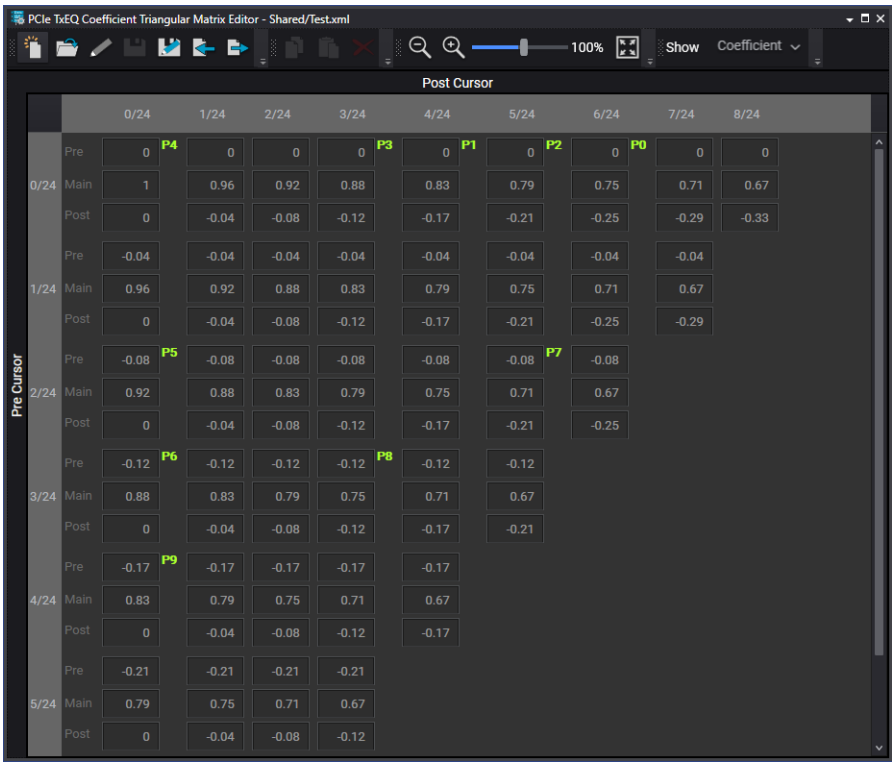 PCIe TxEQ Coefficient Triangular Matrix Editor - Shared/Test.xml
100% Show Coefficient
Post Cursor
0/24 1/24 2/24 3/24 4/24 5/24 6/24 7/24 8/24
Pre Cursor
Pre 0 P4 0 0 0 P3 0 P1 0 P2 0 P0 0 0
0/24 Main 1 0.96 0.92 0.88 0.83 0.79 0.75 0.71 0.67
Post 0 -0.04 -0.08 -0.12 -0.17 -0.21 -0.25 -0.29 -0.33
Pre -0.04 -0.04 -0.04 -0.04 -0.04 -0.04 -0.04 -0.04
1/24 Main 0.96 0.92 0.88 0.83 0.79 0.75 0.71 0.67
Post 0 -0.04 -0.08 -0.12 -0.17 -0.21 -0.25 -0.29
Pre -0.08 P5 -0.08 -0.08 -0.08 -0.08 -0.08 P7 -0.08
2/24 Main 0.92 0.88 0.83 0.79 0.75 0.71 0.67
Post 0 -0.04 -0.08 -0.12 -0.17 -0.21 -0.25
Pre -0.12 P6 -0.12 -0.12 -0.12 P8 -0.12 -0.12
3/24 Main 0.88 0.83 0.79 0.75 0.71 0.67
Post 0 -0.04 -0.08 -0.12 -0.17 -0.21
Pre -0.17 P9 -0.17 -0.17 -0.17 -0.17
4/24 Main 0.83 0.79 0.75 0.71 0.67
Post 0 -0.04 -0.08 -0.12 -0.17
Pre -0.21 -0.21 -0.21 -0.21
5/24 Main 0.79 0.75 0.71 0.67
Post 0 -0.04 -0.08 -0.12